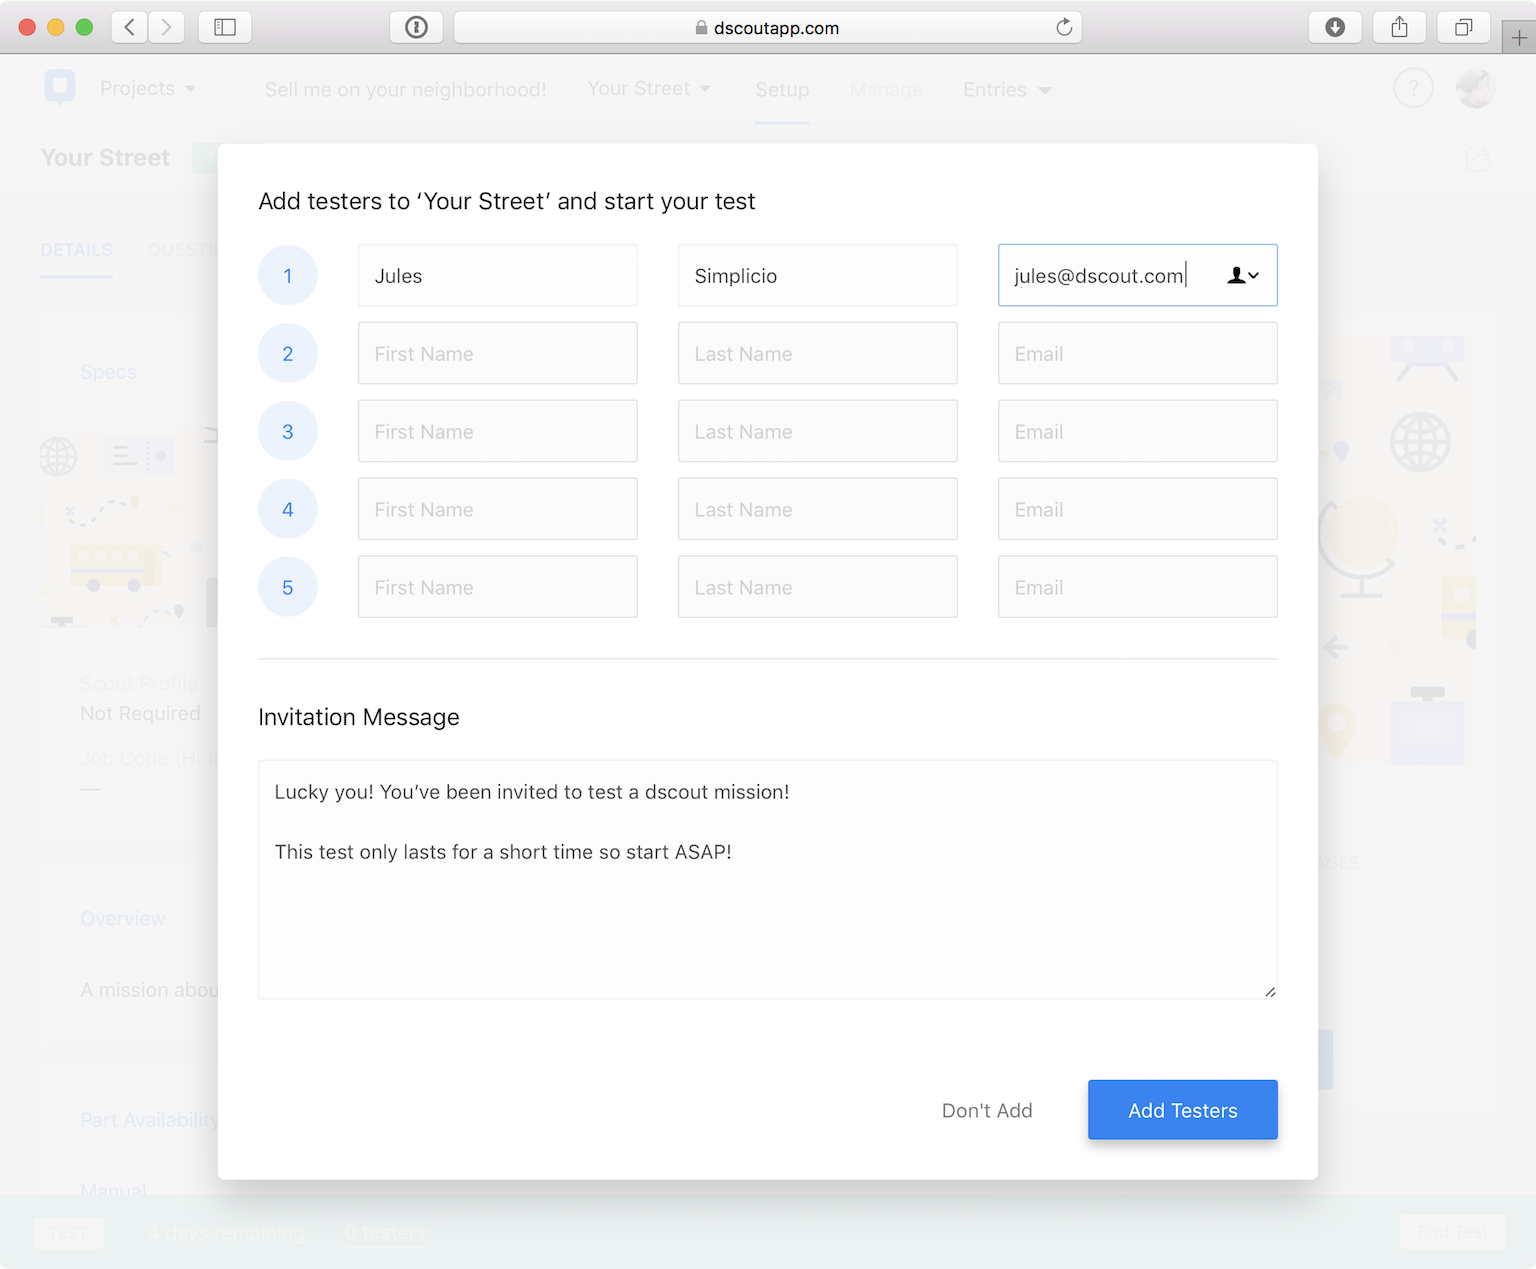 dscoutapp.com
Projects
Sell me on your neighborhood!
Your Street
Setup
Manage
Entries
?
Your Street
DETAILS
Add testers to ‘Your Street’ and start your test
1 Jules Simplicio jules@dscout.com
2 First Name Last Name Email
3 First Name Last Name Email
4 First Name Last Name Email
5 First Name Last Name Email
Specs
Scout Profile
Not Required
Job Code (Hidd
—
Invitation Message
Lucky you! You’ve been invited to test a dscout mission!
This test only lasts for a short time so start ASAP!
Overview
A mission abou
Don't Add
Add Testers
Part Availability
Manual
TEST
4 days remaining
0 testers
End Test